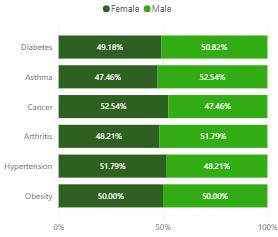 Female Male
Diabetes 49.18% 50.82%
Asthma 47.46% 52.54%
Cancer 52.54% 47.46%
Arthritis 48.21% 51.79%
Hypertension 51.79% 48.21%
Obesity 50.00% 50.00%
0% 50% 100%